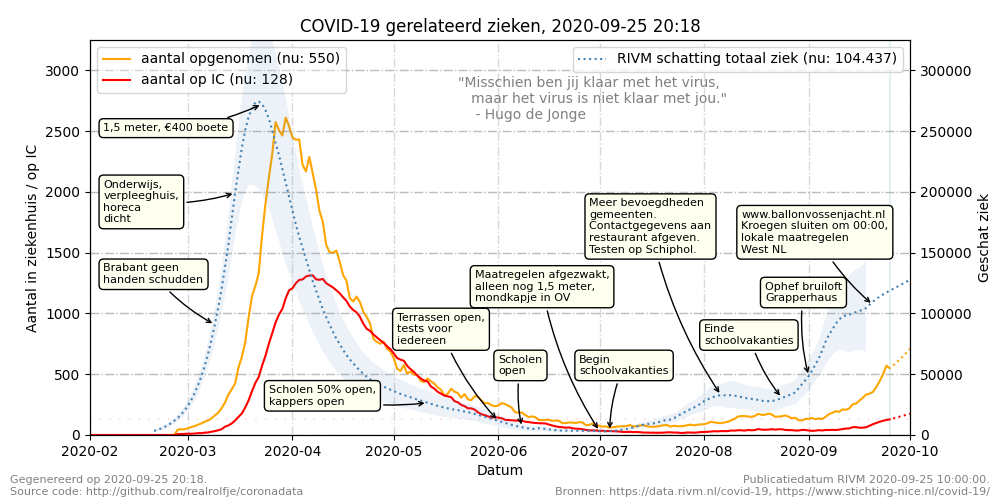 COVID-19 gerelateerd zieken, 2020-09-25 20:18
aantal opgenomen (nu: 550)
aantal op IC (nu: 128)
RIVM schatting totaal ziek (nu: 104.437)
"Misschien ben jij klaar met het virus,
maar het virus is niet klaar met jou."
- Hugo de Jonge
1,5 meter, €400 boete
Onderwijs,
verpleeghuis,
horeca
dicht
Brabant geen
handen schudden
Scholen 50% open,
kappers open
Terrassen open,
tests voor
iedereen
Maatregelen afgezwakt,
alleen nog 1,5 meter,
mondkapje in OV
Scholen
open
Begin
schoolvakanties
Meer bevoegdheden
gemeenten.
Contactgegevens aan
restaurant afgeven.
Testen op Schiphol.
Einde
schoolvakanties
www.ballonvossenjacht.nl
Kroegen sluiten om 00:00,
lokale maatregelen
West NL
Ophef bruiloft
Grapperhaus
Aantal in ziekenhuis / op IC
3000
2500
2000
1500
1000
500
0
Geschat ziek
300000
250000
200000
150000
100000
50000
0
2020-02
2020-03
2020-04
2020-05
2020-06
2020-07
2020-08
2020-09
2020-10
Datum
Gegenereerd op 2020-09-25 20:18.
Source code: http://github.com/realrolfje/coronadata
Publicatiedatum RIVM 2020-09-25 10:00:00.
Bronnen: https://data.rivm.nl/covid-19, https://www.stichting-nice.nl/covid-19/